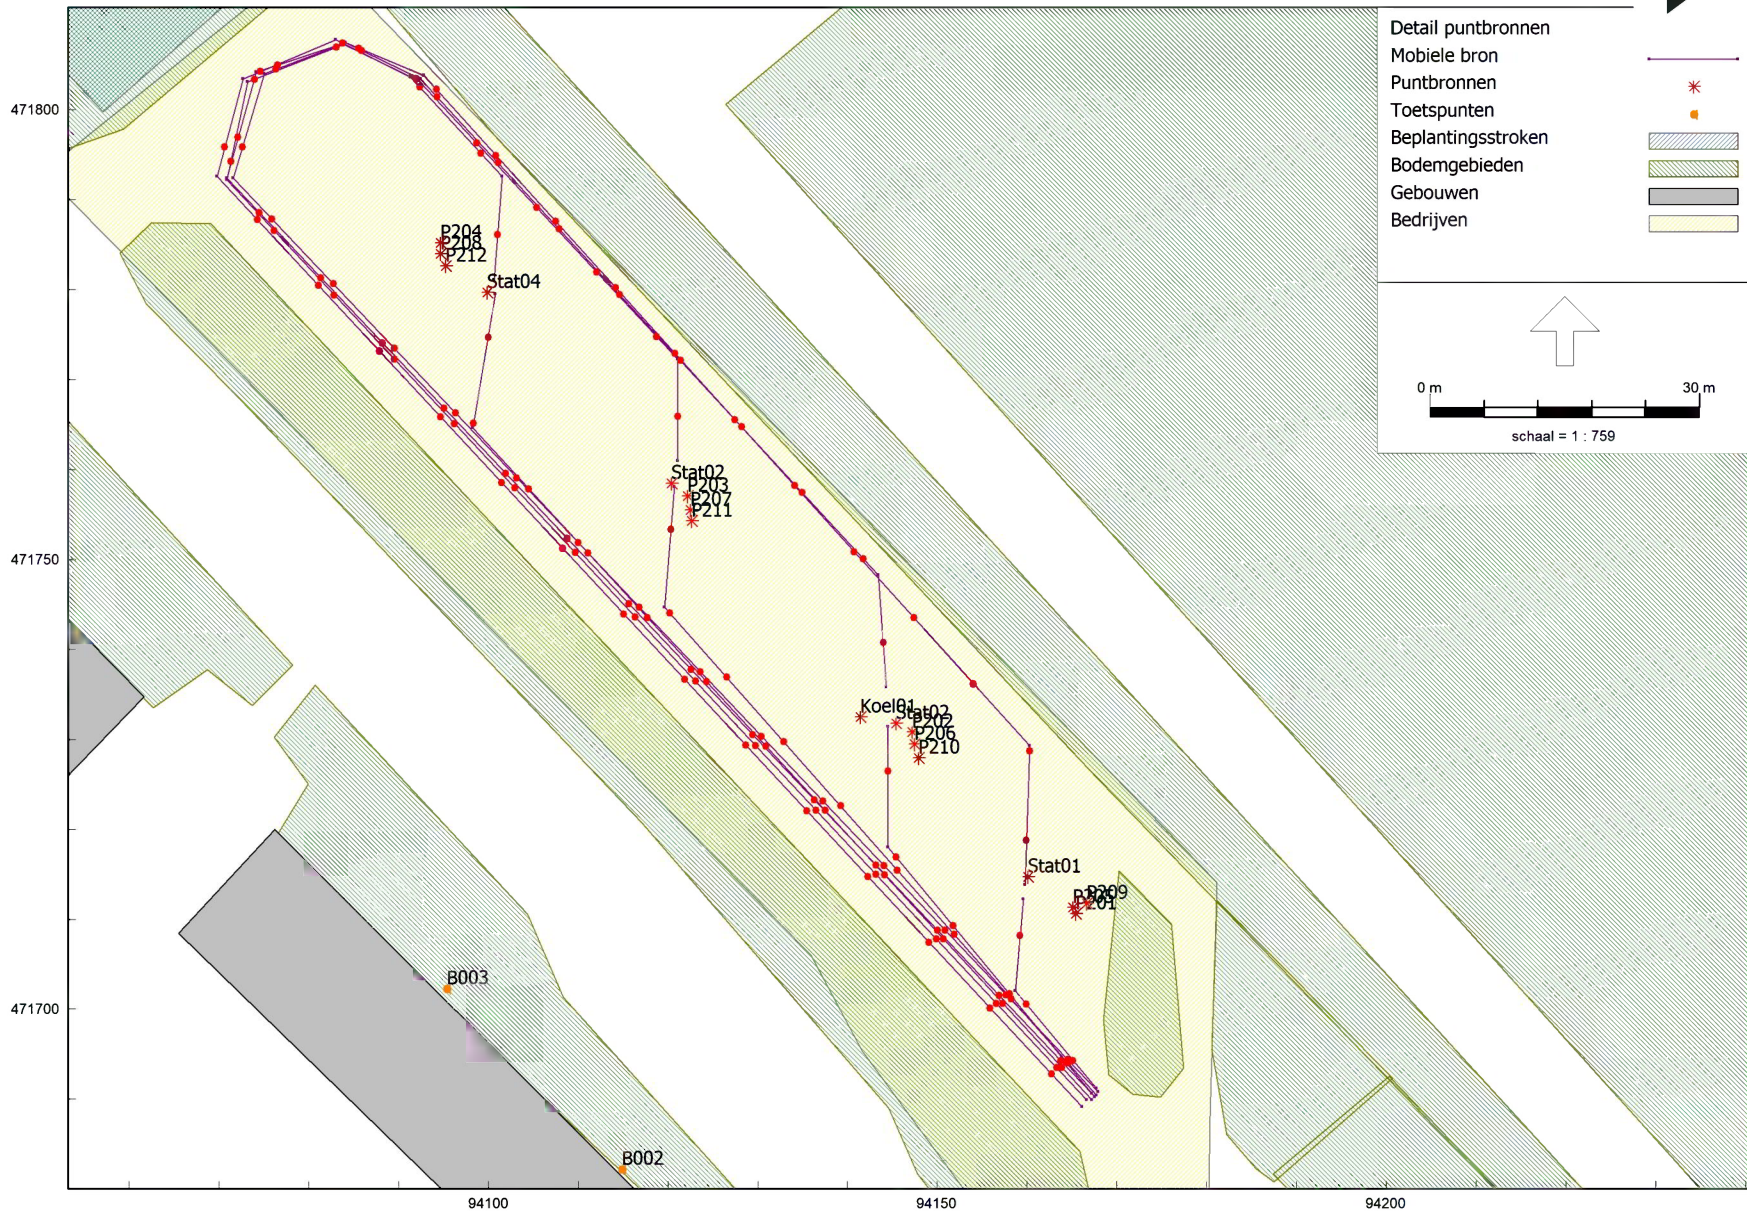 Detail puntbronnen
Mobiele bron
Puntbronnen
Toetspunten
Beplantingsstroken
Bodemgebieden
Gebouwen
Bedrijven
0 m 30 m
schaal = 1 : 759
471800
P204
P208
P212
Stat04
Stat02
P203
P207
P211
471750
Koel01
Stat02
P202
P206
P210
Stat01
P209
P201
B003
471700
B002
94100 94150 94200